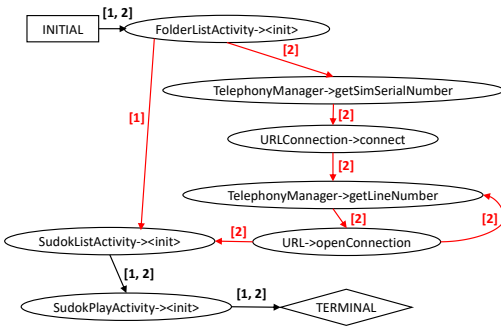 [1, 2]
INITIAL
FolderListActivity-><init>
[2]
TelephonyManager->getSimSerialNumber
[1]
[2]
URLConnection->connect
[2]
TelephonyManager->getLineNumber
[2]
[2]
[2]
SudokListActivity-><init>
URL->openConnection
[1, 2]
[1, 2]
SudokPlayActivity-><init>
TERMINAL